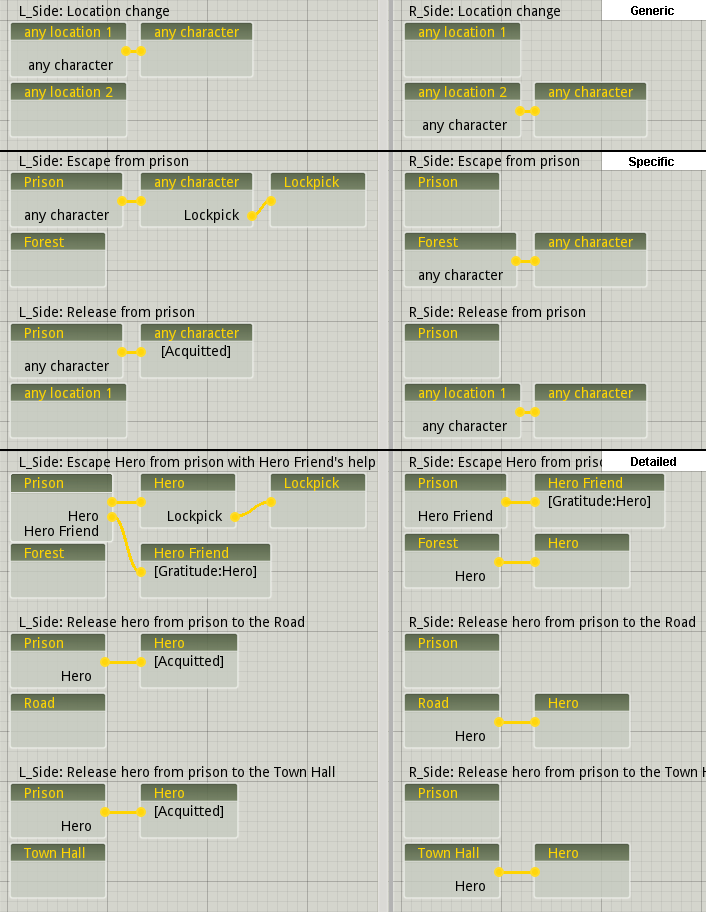 L_Side: Location change
any location 1
any character
any character
any location 2
R_Side: Location change
Generic
any location 1
any location 2
any character
any character
L_Side: Escape from prison
Prison
any character
Lockpick
any character
Lockpick
Forest
R_Side: Escape from prison
Specific
Prison
Forest
any character
any character
L_Side: Release from prison
Prison
any character
[Acquitted]
any character
any location 1
R_Side: Release from prison
Prison
any location 1
any character
any character
L_Side: Escape Hero from prison with Hero Friend's help
Prison
Hero
Lockpick
Hero
Lockpick
Hero Friend
Forest
Hero Friend
[Gratitude:Hero]
R_Side: Escape Hero from prisc
Detailed
Prison
Hero Friend
[Gratitude:Hero]
Hero Friend
Forest
Hero
Hero
L_Side: Release hero from prison to the Road
Prison
Hero
[Acquitted]
Hero
Road
R_Side: Release hero from prison to the Road
Prison
Road
Hero
Hero
L_Side: Release hero from prison to the Town Hall
Prison
Hero
[Acquitted]
Hero
Town Hall
R_Side: Release hero from prison to the Town H
Prison
Town Hall
Hero
Hero